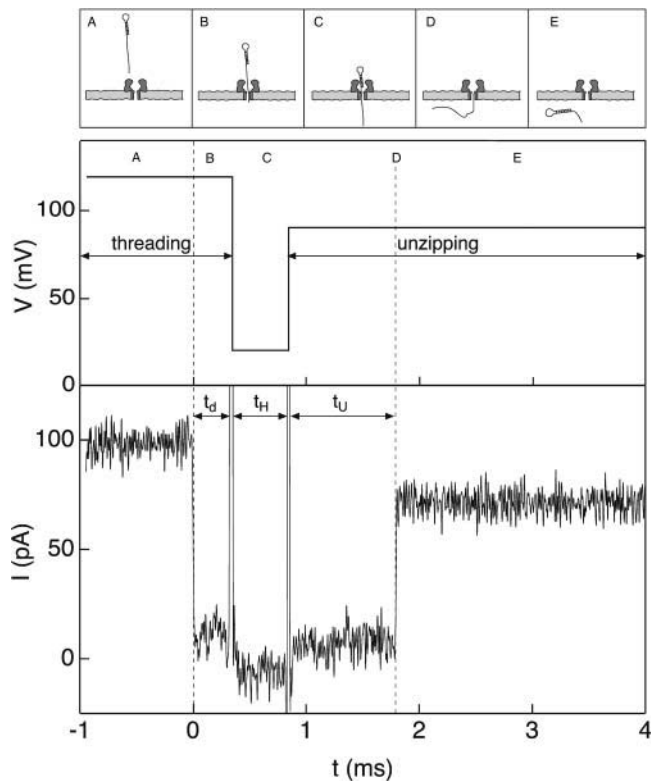 A B C D E
A B C D E
V (mV)
100
50
0
threading
unzipping
t_d t_H t_U
I (pA)
100
50
0
-1 0 1 2 3 4
t (ms)